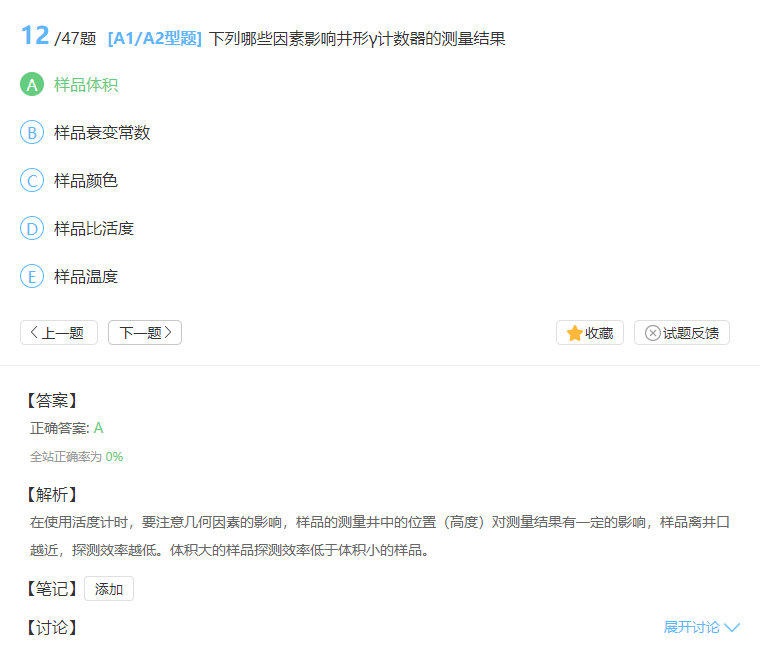 12 /47题 [A1/A2型题] 下列哪些因素影响井形γ计数器的测量结果
A 样品体积
B 样品衰变常数
C 样品颜色
D 样品比活度
E 样品温度
上一题 下一题 收藏 试题反馈
【答案】
正确答案: A
全站正确率为 0%
【解析】
在使用活度计时，要注意几何因素的影响，样品的测量井中的位置（高度）对测量结果有一定的影响，样品离井口
越近，探测效率越低。体积大的样品探测效率低于体积小的样品。
【笔记】 添加
【讨论】 展开讨论